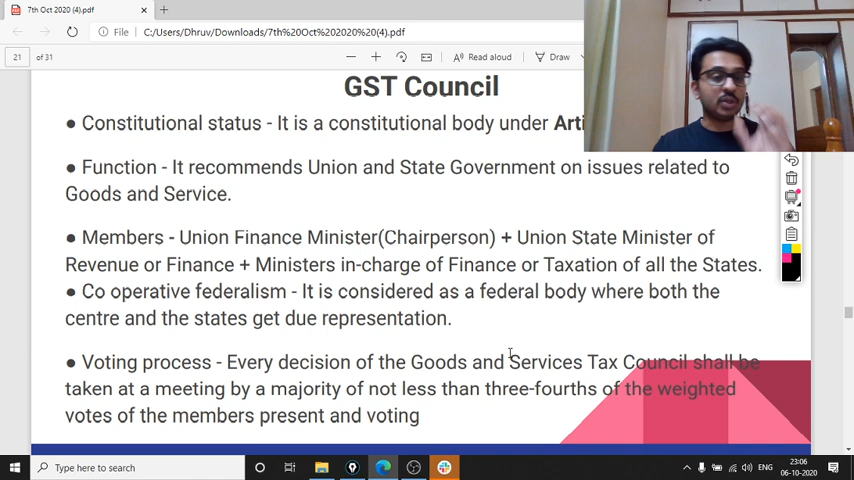 7th Oct 2020 (4).pdf
File
C:/Users/Dhruv/Downloads/7th%20Oct%202020%20(4).pdf
21
of 31
Read aloud
Draw
GST Council
● Constitutional status - It is a constitutional body under
● Function - It recommends Union and State Government on issues related to
Goods and Service.
● Members - Union Finance Minister(Chairperson) + Union State Minister of
Revenue or Finance + Ministers in-charge of Finance or Taxation of all the States.
● Co operative federalism - It is considered as a federal body where both the
centre and the states get due representation.
● Voting process - Every decision of the Goods and Services Tax Council shall be
taken at a meeting by a majority of not less than three-fourths of the weighted
votes of the members present and voting
Type here to search
ENG
23:06
06-10-2020